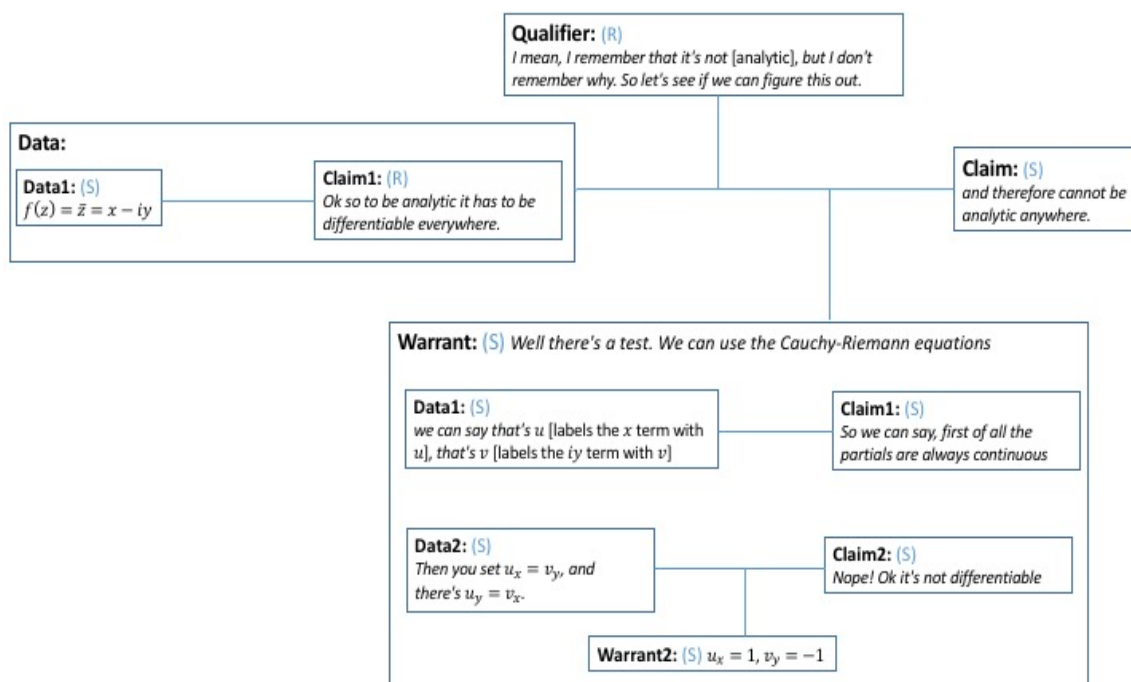 Qualifier: (R)
I mean, I remember that it's not [analytic], but I don't
remember why. So let's see if we can figure this out.
Data:
Data1: (S)
f(z) = z̄ = x − iy
Claim1: (R)
Ok so to be analytic it has to be
differentiable everywhere.
Claim: (S)
and therefore cannot be
analytic anywhere.
Warrant: (S) Well there's a test. We can use the Cauchy-Riemann equations
Data1: (S)
we can say that's u [labels the x term with
u], that's v [labels the iy term with v]
Claim1: (S)
So we can say, first of all the
partials are always continuous
Data2: (S)
Then you set uₓ = v_y, and
there's u_y = vₓ.
Claim2: (S)
Nope! Ok it's not differentiable
Warrant2: (S) uₓ = 1, v_y = −1